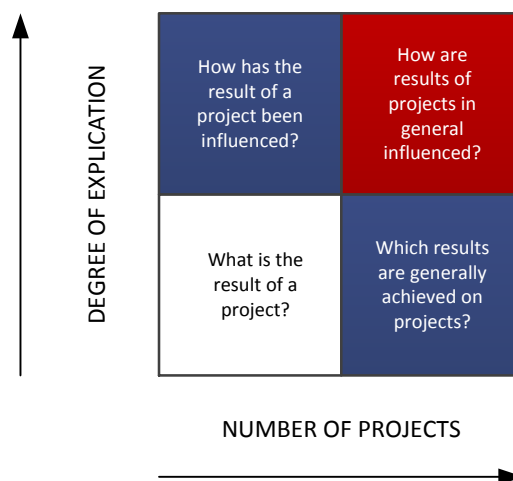 DEGREE OF EXPLICATION
How has the
result of a
project been
influenced?
How are
results of
projects in
general
influenced?
What is the
result of a
project?
Which results
are generally
achieved on
projects?
NUMBER OF PROJECTS